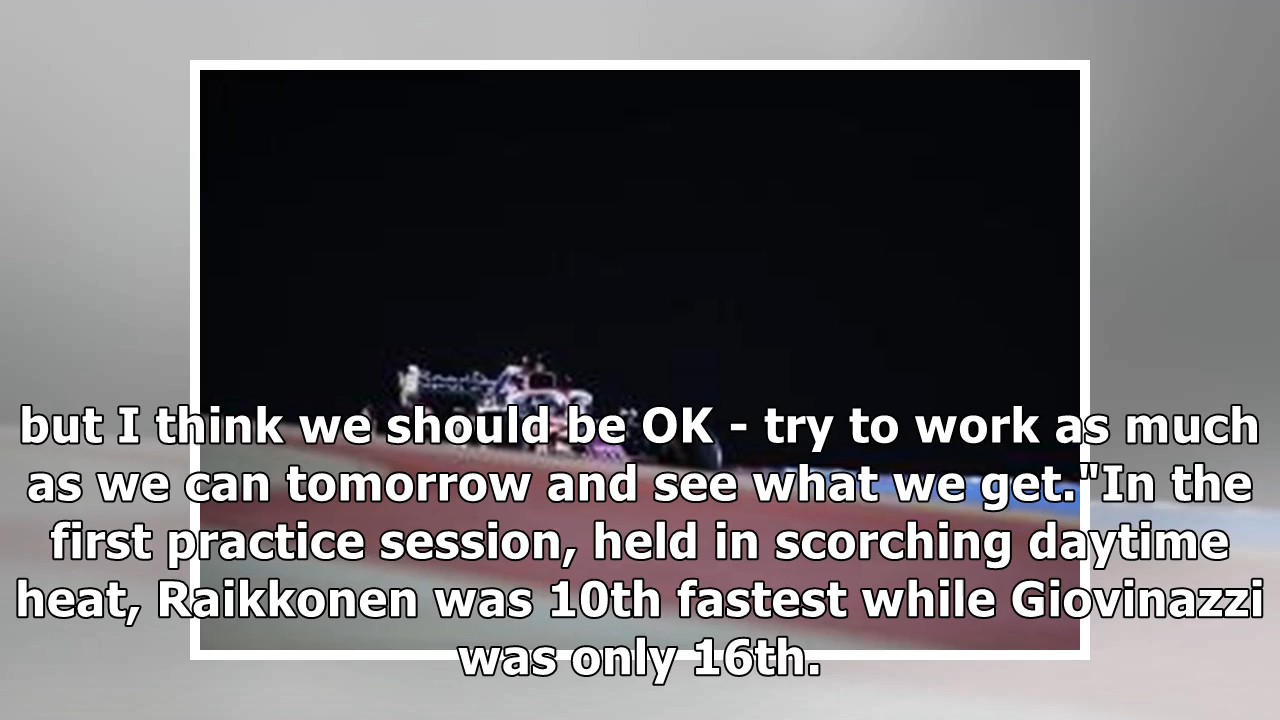 but I think we should be OK - try to work as much
as we can tomorrow and see what we get."In the
first practice session, held in scorching daytime
heat, Raikkonen was 10th fastest while Giovinazzi
was only 16th.